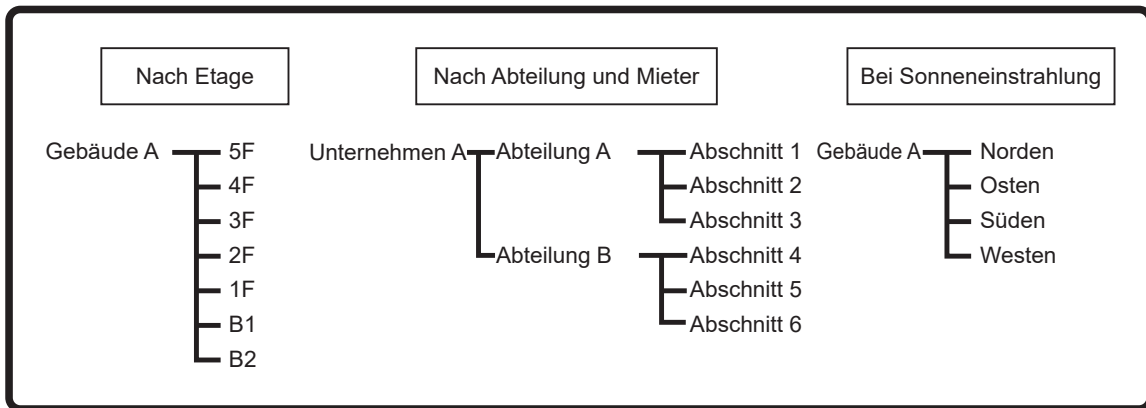 Nach Etage
Gebäude A
5F
4F
3F
2F
1F
B1
B2
Nach Abteilung und Mieter
Unternehmen A
Abteilung A
Abschnitt 1
Abschnitt 2
Abschnitt 3
Abteilung B
Abschnitt 4
Abschnitt 5
Abschnitt 6
Bei Sonneneinstrahlung
Gebäude A
Norden
Osten
Süden
Westen